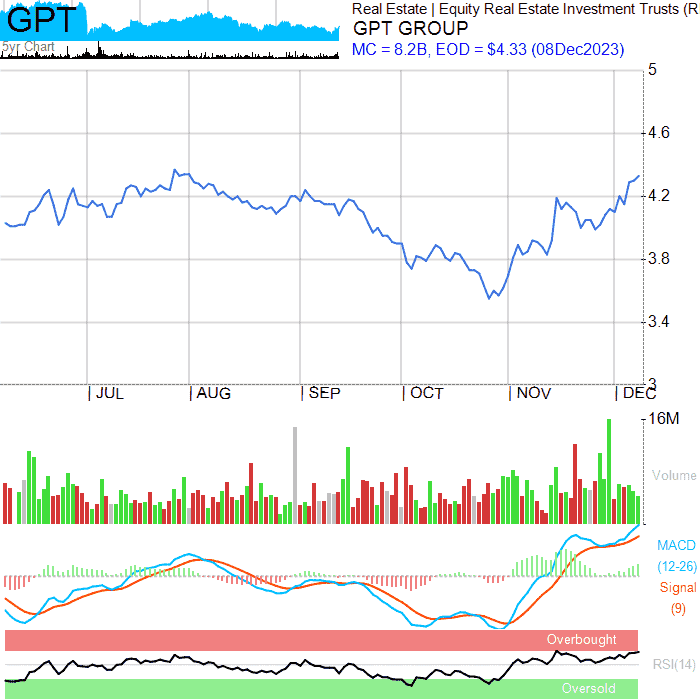 GPT
5yr Chart
Real Estate | Equity Real Estate Investment Trusts (R
GPT GROUP
MC = 8.2B, EOD = $4.33 (08Dec2023)
5
4.6
4.2
3.8
3.4
3
JUL AUG SEP OCT NOV DEC
16M
Volume
MACD
(12-26)
Signal
(9)
Overbought
RSI(14)
Oversold